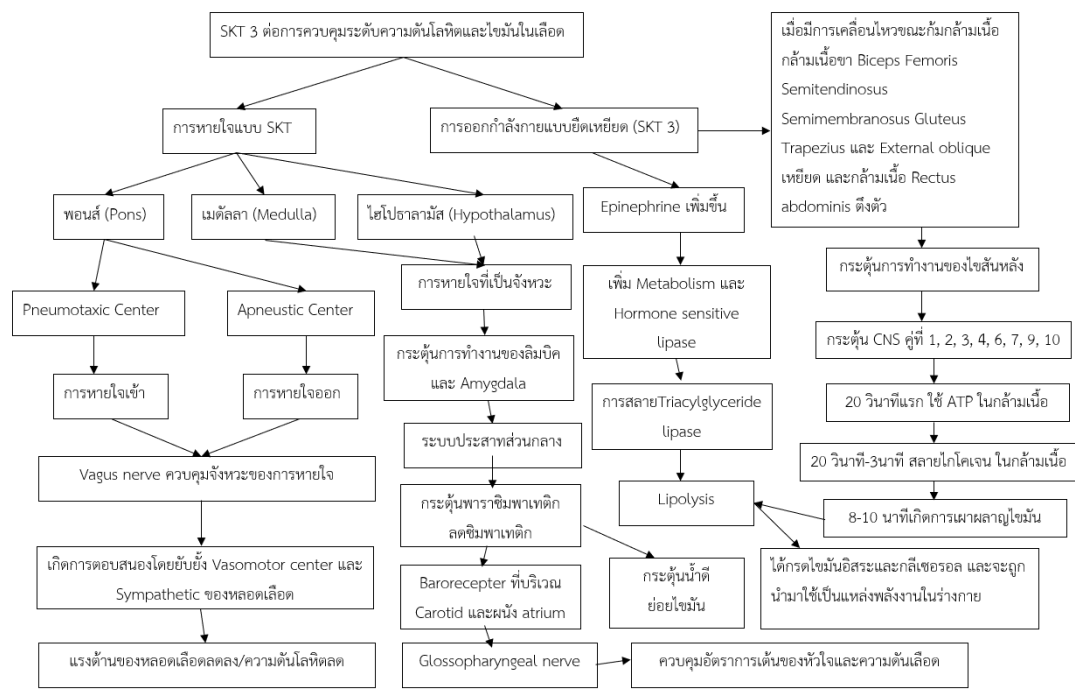 SKT 3 ต่อการควบคุมระดับความดันโลหิตและไขมันในเลือด
การหายใจแบบ SKT
การออกกำลังกายแบบยืดเหยียด (SKT 3)
เมื่อมีการเคลื่อนไหวขณะก้มกล้ามเนื้อ
กล้ามเนื้อขา Biceps Femoris
Semitendinosus
Semimembranosus Gluteus
Trapezius และ External oblique
เหยียด และกล้ามเนื้อ Rectus
abdominis ตึงตัว
พอนส์ (Pons)
เมดัลลา (Medulla)
ไฮโปธาลามัส (Hypothalamus)
Epinephrine เพิ่มขึ้น
Pneumotaxic Center
Apneustic Center
การหายใจที่เป็นจังหวะ
เพิ่ม Metabolism และ
Hormone sensitive
lipase
กระตุ้นการทำงานของไขสันหลัง
กระตุ้น CNS คู่ที่ 1, 2, 3, 4, 6, 7, 9, 10
การหายใจเข้า
การหายใจออก
กระตุ้นการทำงานของลิมบิค
และ Amygdala
การสลายTriacylglyceride
lipase
20 วินาทีแรก ใช้ ATP ในกล้ามเนื้อ
ระบบประสาทส่วนกลาง
20 วินาที-3นาที สลายไกโคเจน ในกล้ามเนื้อ
Vagus nerve ควบคุมจังหวะของการหายใจ
กระตุ้นพาราซิมพาเทติก
ลดซิมพาเทติก
Lipolysis
8-10 นาทีเกิดการเผาผลาญไขมัน
เกิดการตอบสนองโดยยับยั้ง Vasomotor center และ
Sympathetic ของหลอดเลือด
Barorecepter ที่บริเวณ
Carotid และผนัง atrium
กระตุ้นน้ำดี
ย่อยไขมัน
ได้กรดไขมันอิสระและกลีเซอรอล และจะถูก
นำมาใช้เป็นแหล่งพลังงานในร่างกาย
แรงต้านของหลอดเลือดลดลง/ความดันโลหิตลด
Glossopharyngeal nerve
ควบคุมอัตราการเต้นของหัวใจและความดันเลือด